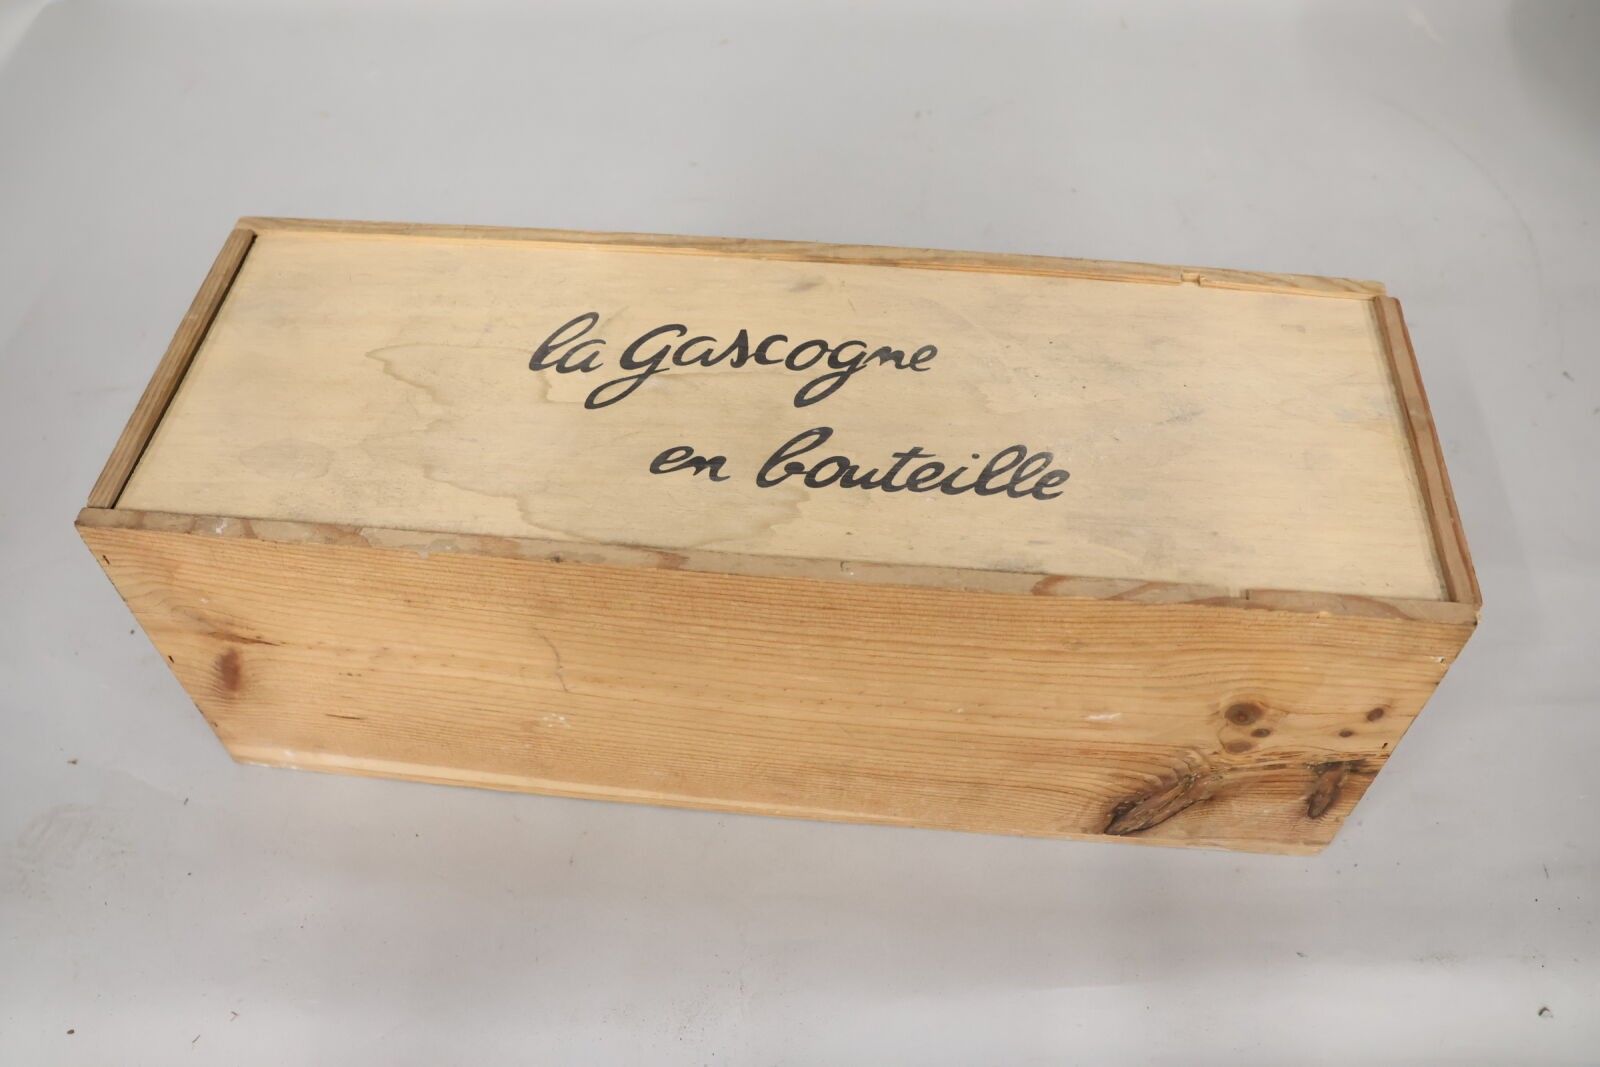 la Gascogne
en bouteille